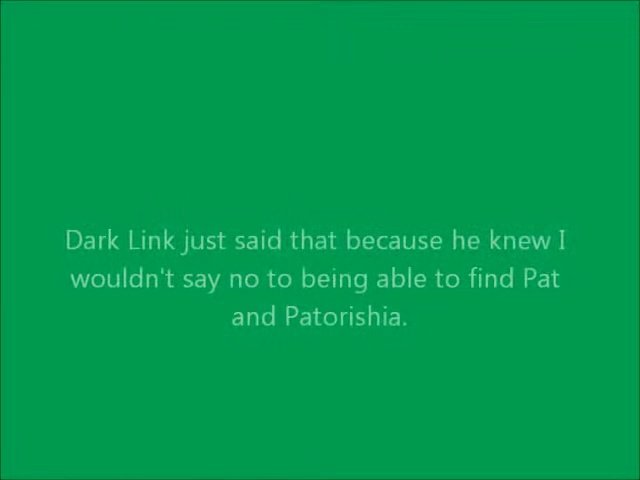 Dark Link just said that because he knew I
wouldn't say no to being able to find Pat
and Patorishia.